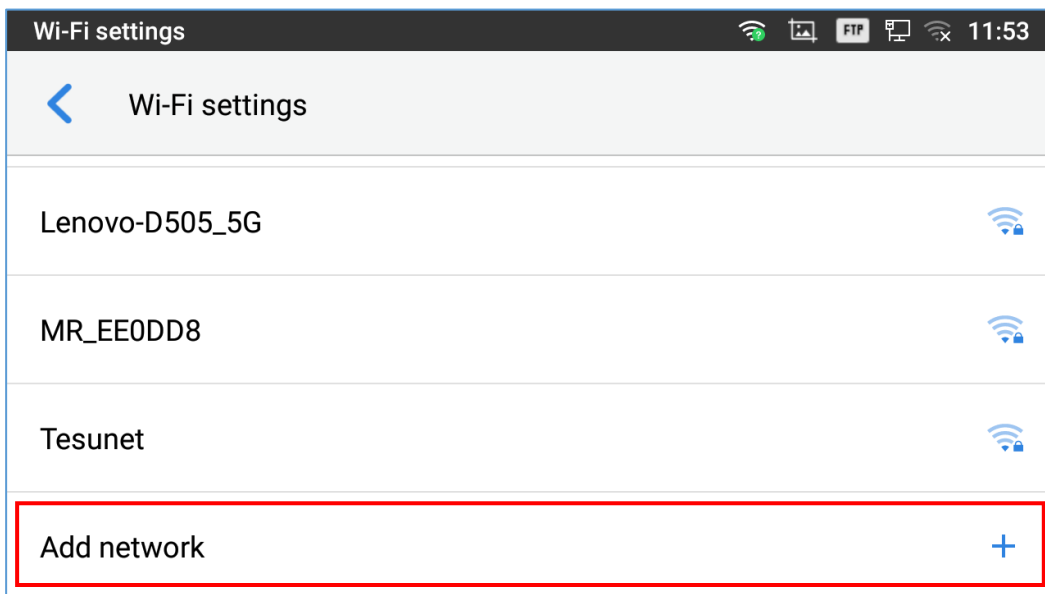 Wi-Fi settings FTP 11:53
Wi-Fi settings
Lenovo-D505_5G
MR_EE0DD8
Tesunet
Add network